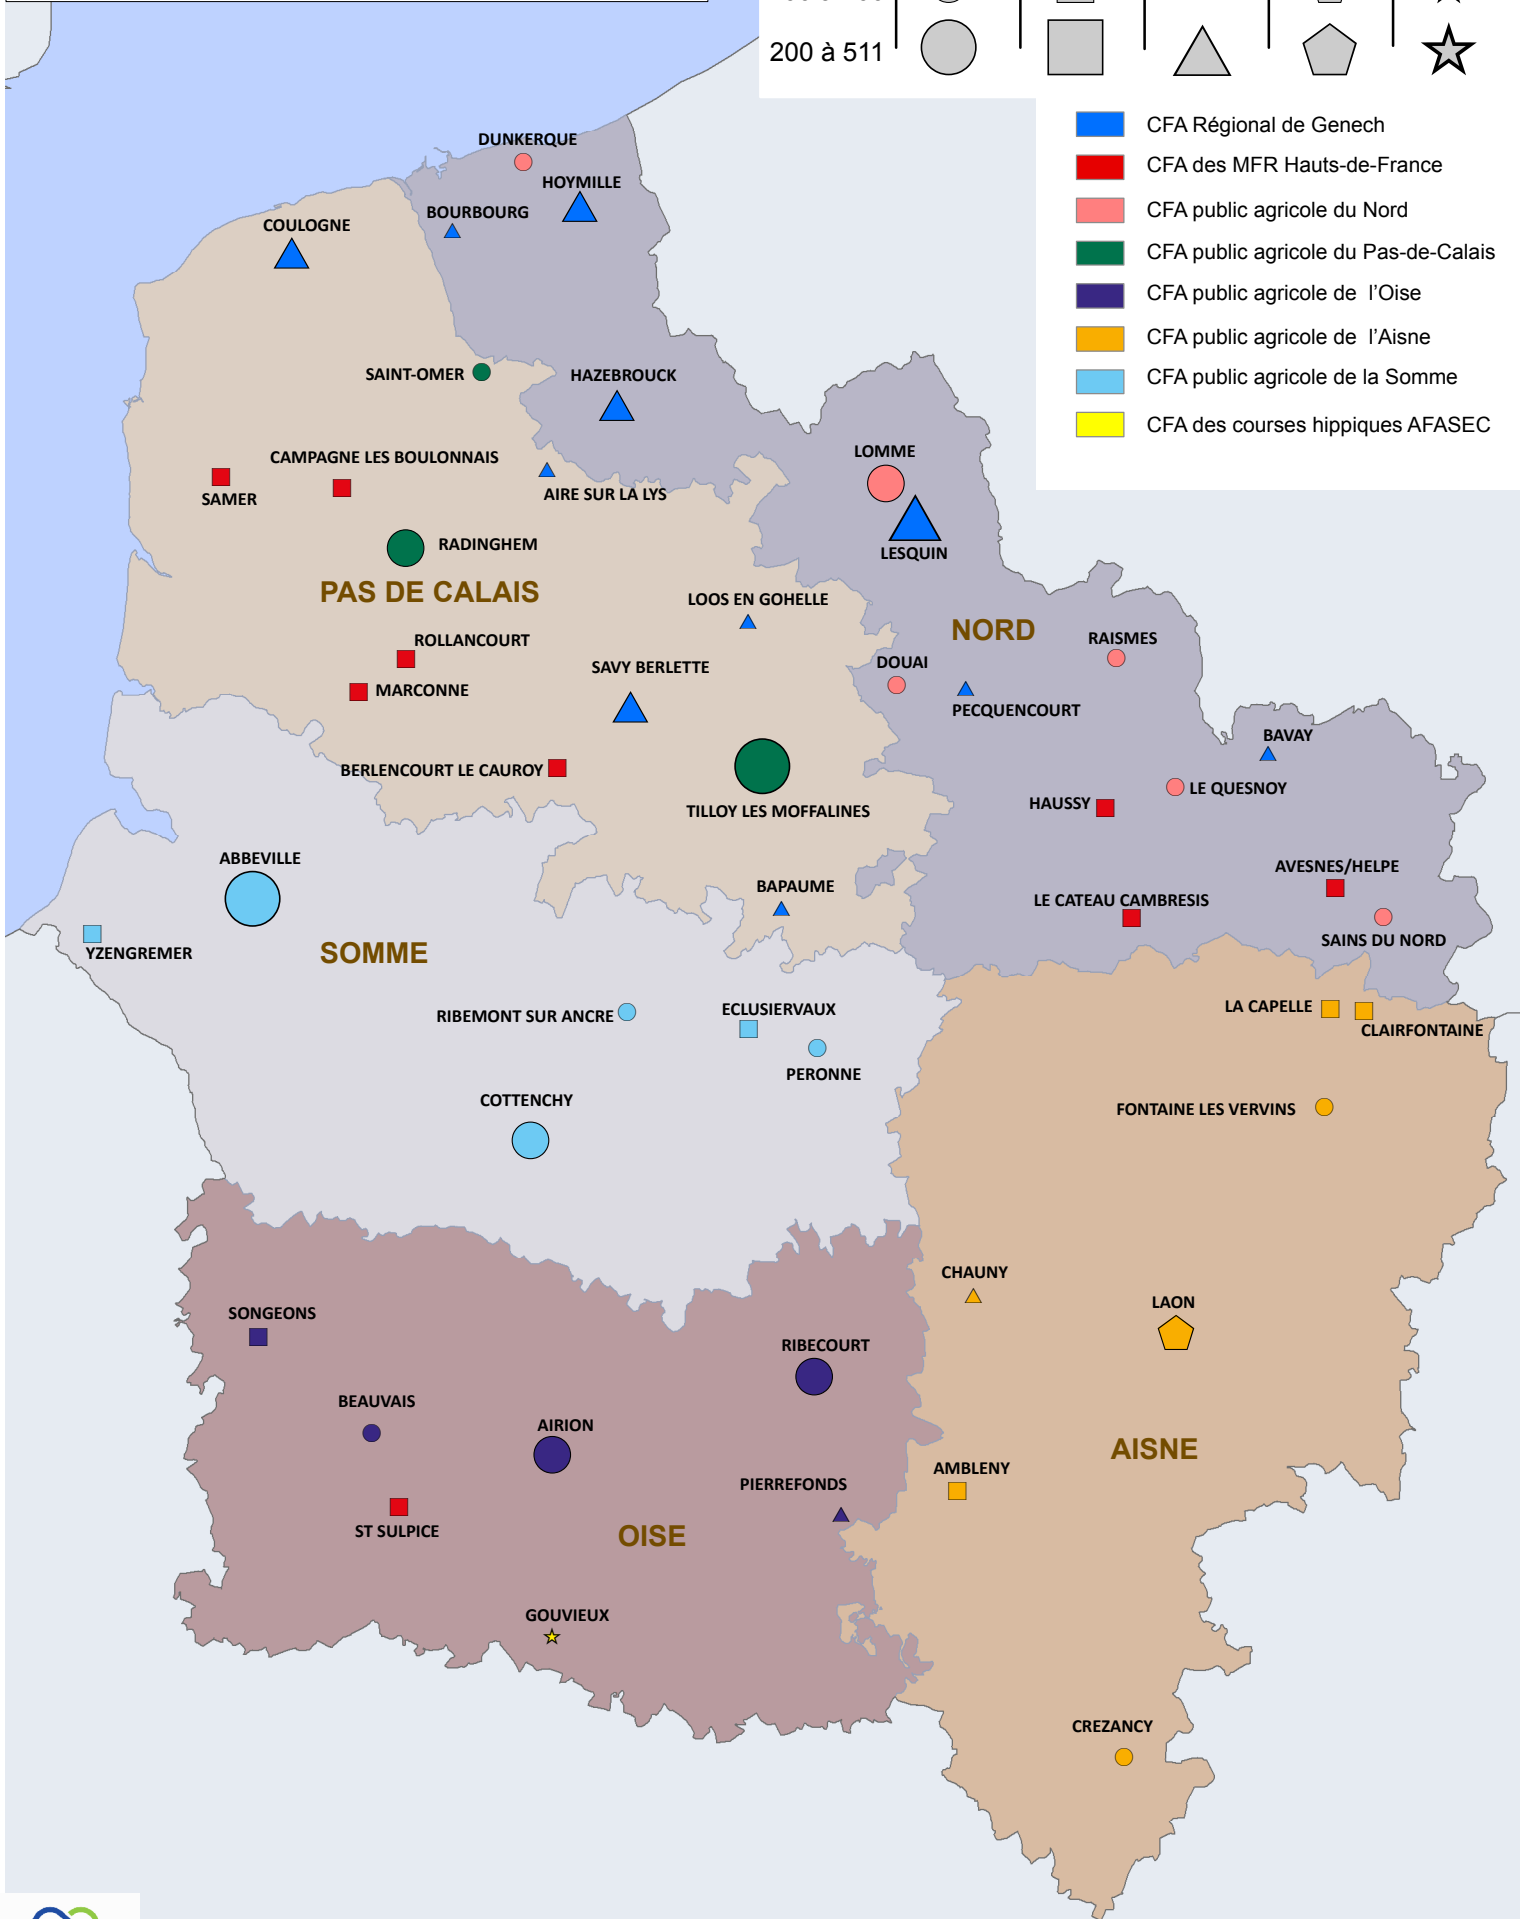 200 à 511
CFA Régional de Genech
CFA des MFR Hauts-de-France
CFA public agricole du Nord
CFA public agricole du Pas-de-Calais
CFA public agricole de l'Oise
CFA public agricole de l'Aisne
CFA public agricole de la Somme
CFA des courses hippiques AFASEC
DUNKERQUE
HOYMILLE
BOURBOURG
COULOGNE
SAINT-OMER
HAZEBROUCK
LOMME
CAMPAGNE LES BOULONNAIS
SAMER
AIRE SUR LA LYS
RADINGHEM
LESQUIN
PAS DE CALAIS
LOOS EN GOHELLE
NORD
RAISMES
ROLLANCOURT
SAVY BERLETTE
DOUAI
MARCONNE
PECQUENCOURT
BAVAY
BERLENCOURT LE CAUROY
LE QUESNOY
HAUSSY
TILLOY LES MOFFALINES
ABBEVILLE
AVESNES/HELPE
BAPAUME
LE CATEAU CAMBRESIS
SAINS DU NORD
YZENGREMER
SOMME
LA CAPELLE
ECLUSIERVAUX
RIBEMONT SUR ANCRE
CLAIRFONTAINE
PERONNE
COTTENCHY
FONTAINE LES VERVINS
CHAUNY
LAON
SONGEONS
RIBECOURT
BEAUVAIS
AIRION
AISNE
AMBLENY
PIERREFONDS
ST SULPICE
OISE
GOUVIEUX
CREZANCY